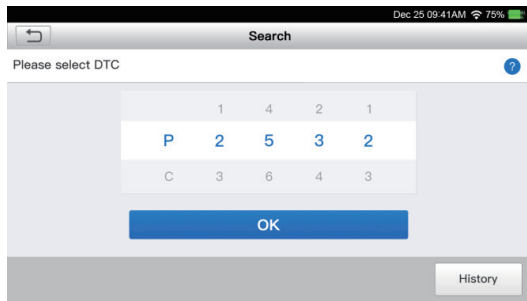 Dec 25 09:41AM 75%
Search
Please select DTC
?
1 4 2 1
P 2 5 3 2
C 3 6 4 3
OK
History